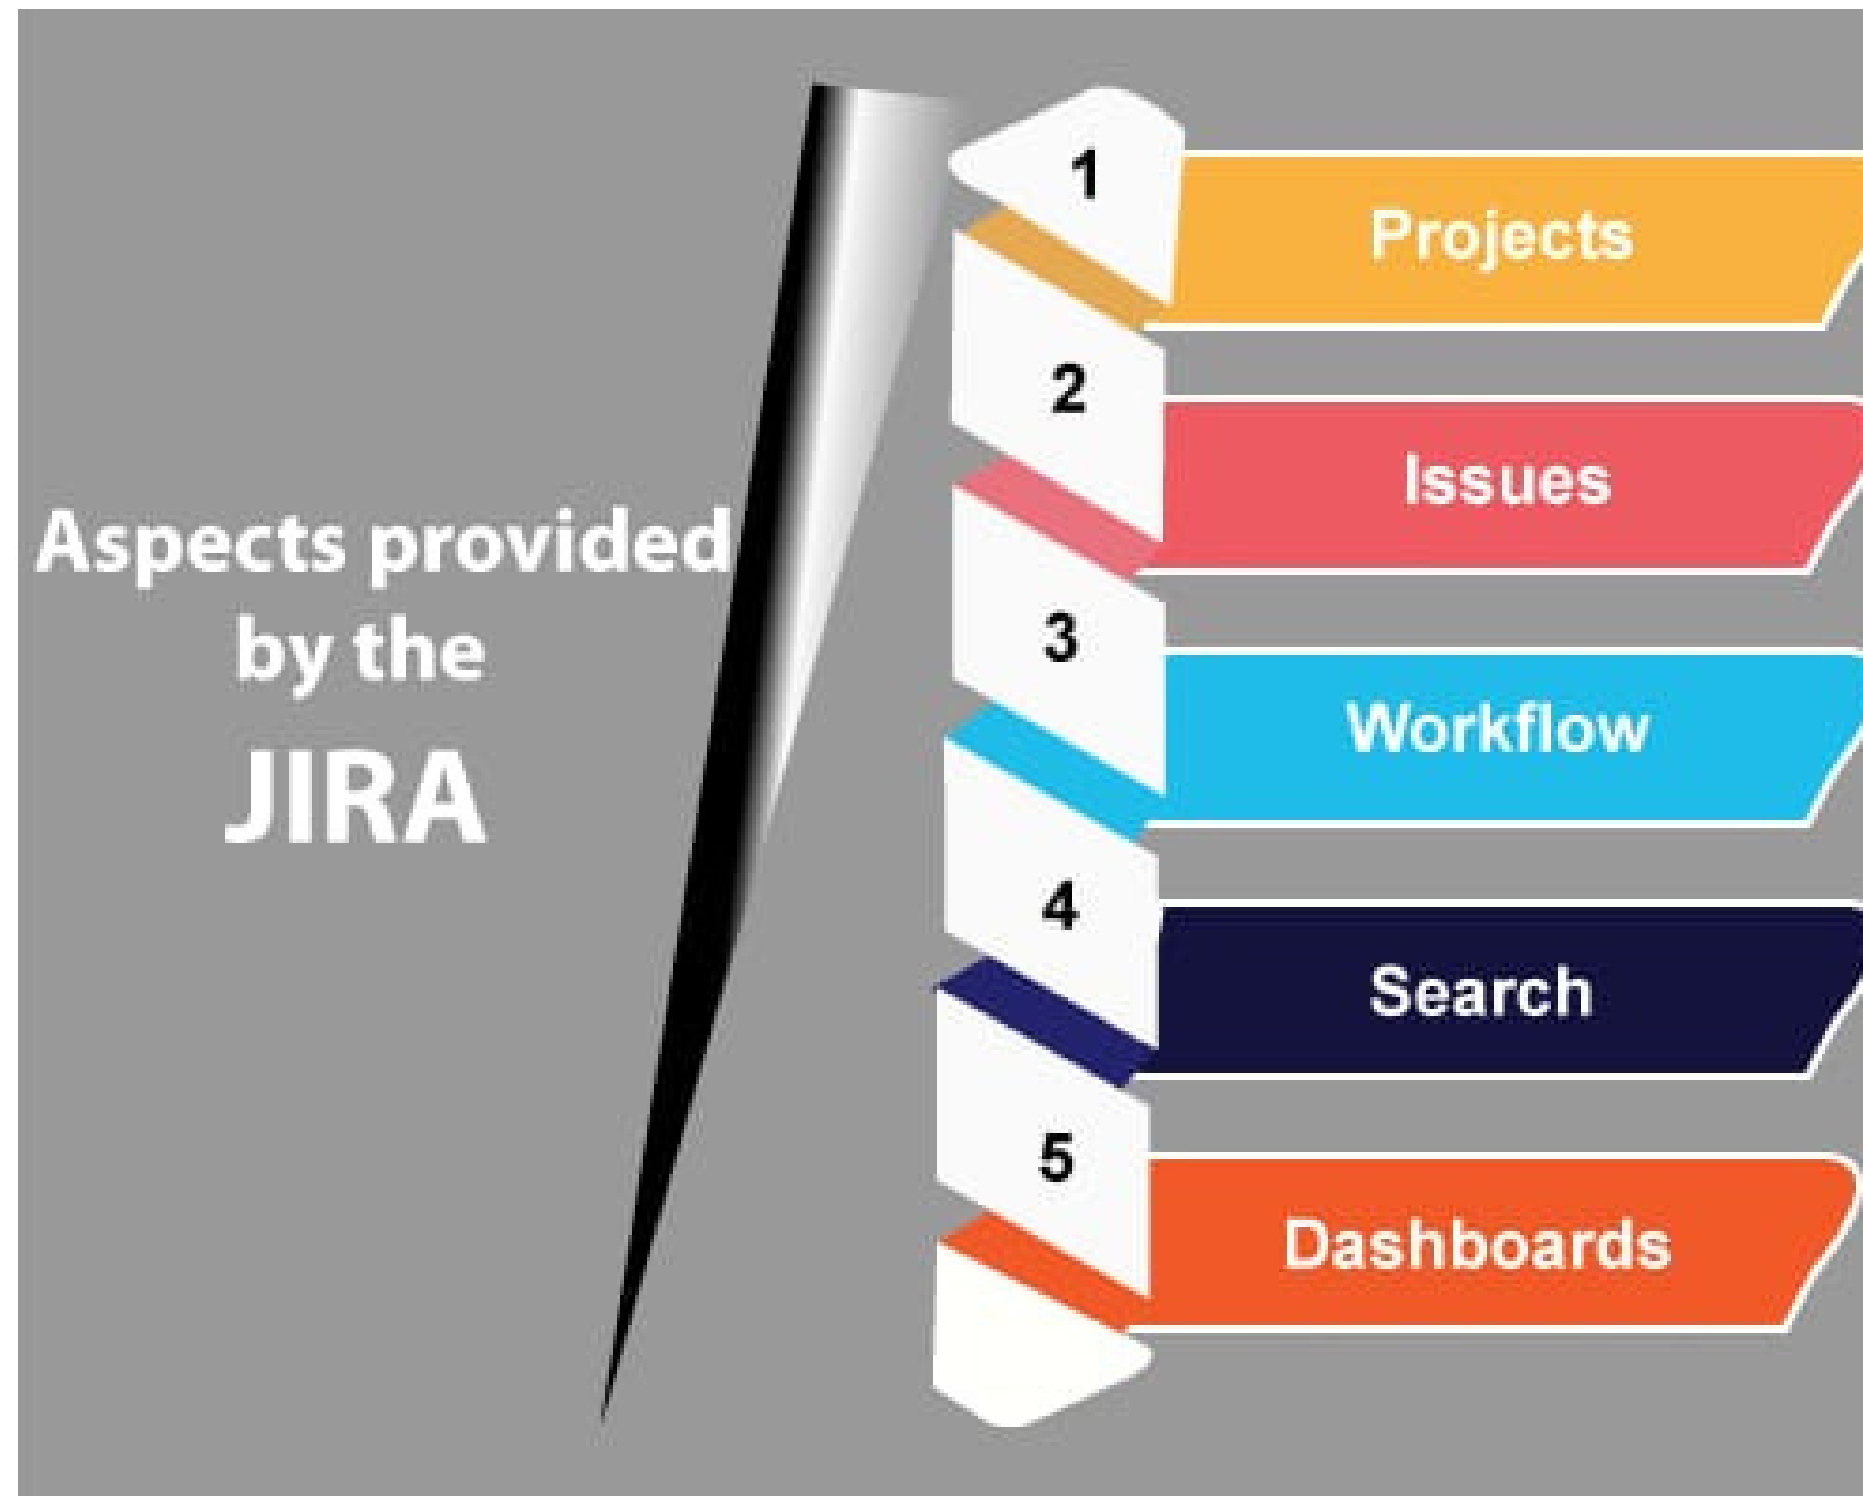 Aspects provided
by the
JIRA
1
Projects
2
Issues
3
Workflow
4
Search
5
Dashboards